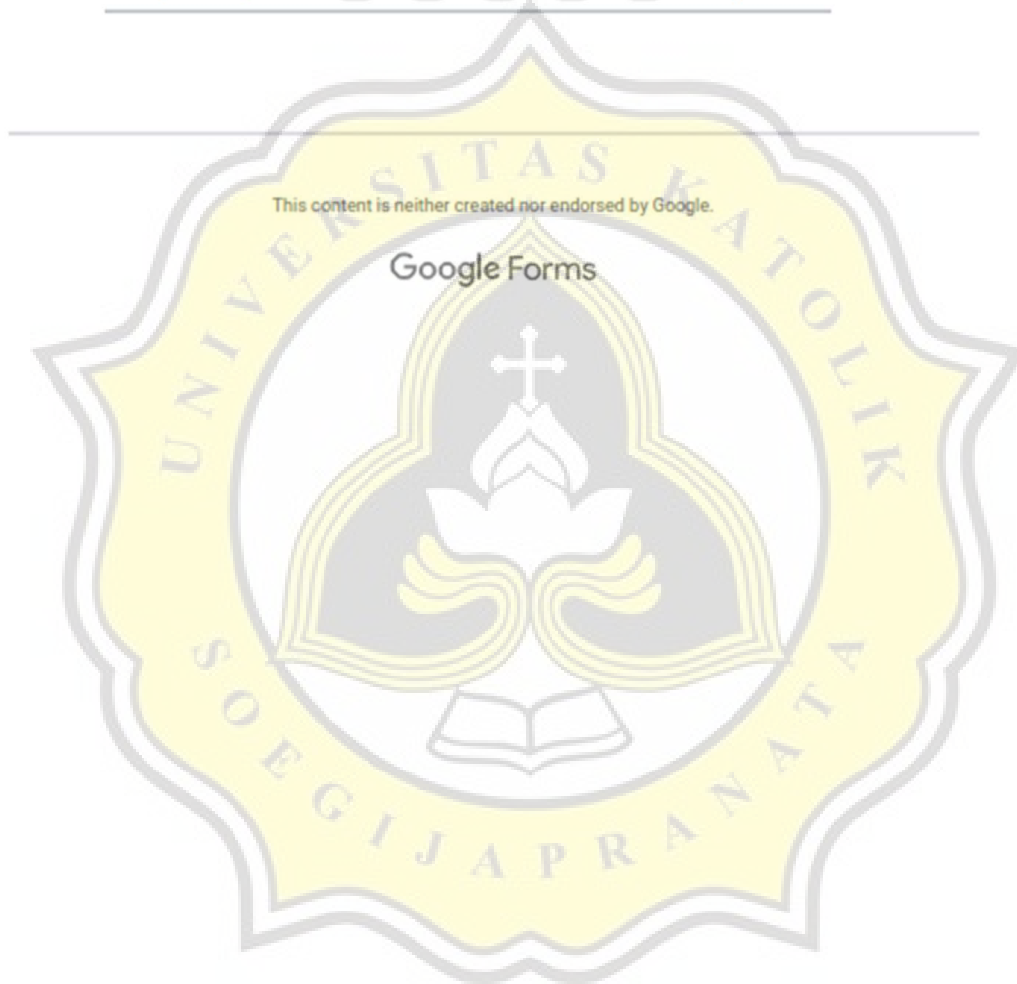 UNIVERSITAS KATOLIK
This content is neither created nor endorsed by Google.
Google Forms
SOEGIJAPRANATA